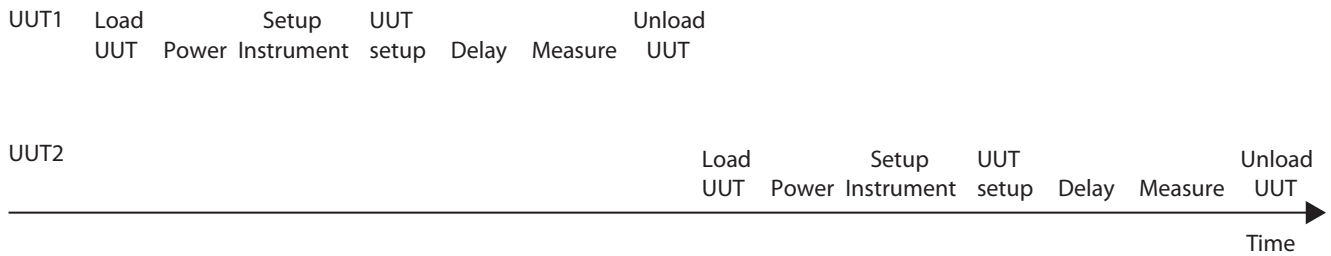 UUT1 Load Setup UUT Unload
UUT Power Instrument setup Delay Measure UUT
UUT2 Load Setup UUT Unload
UUT Power Instrument setup Delay Measure UUT
Time